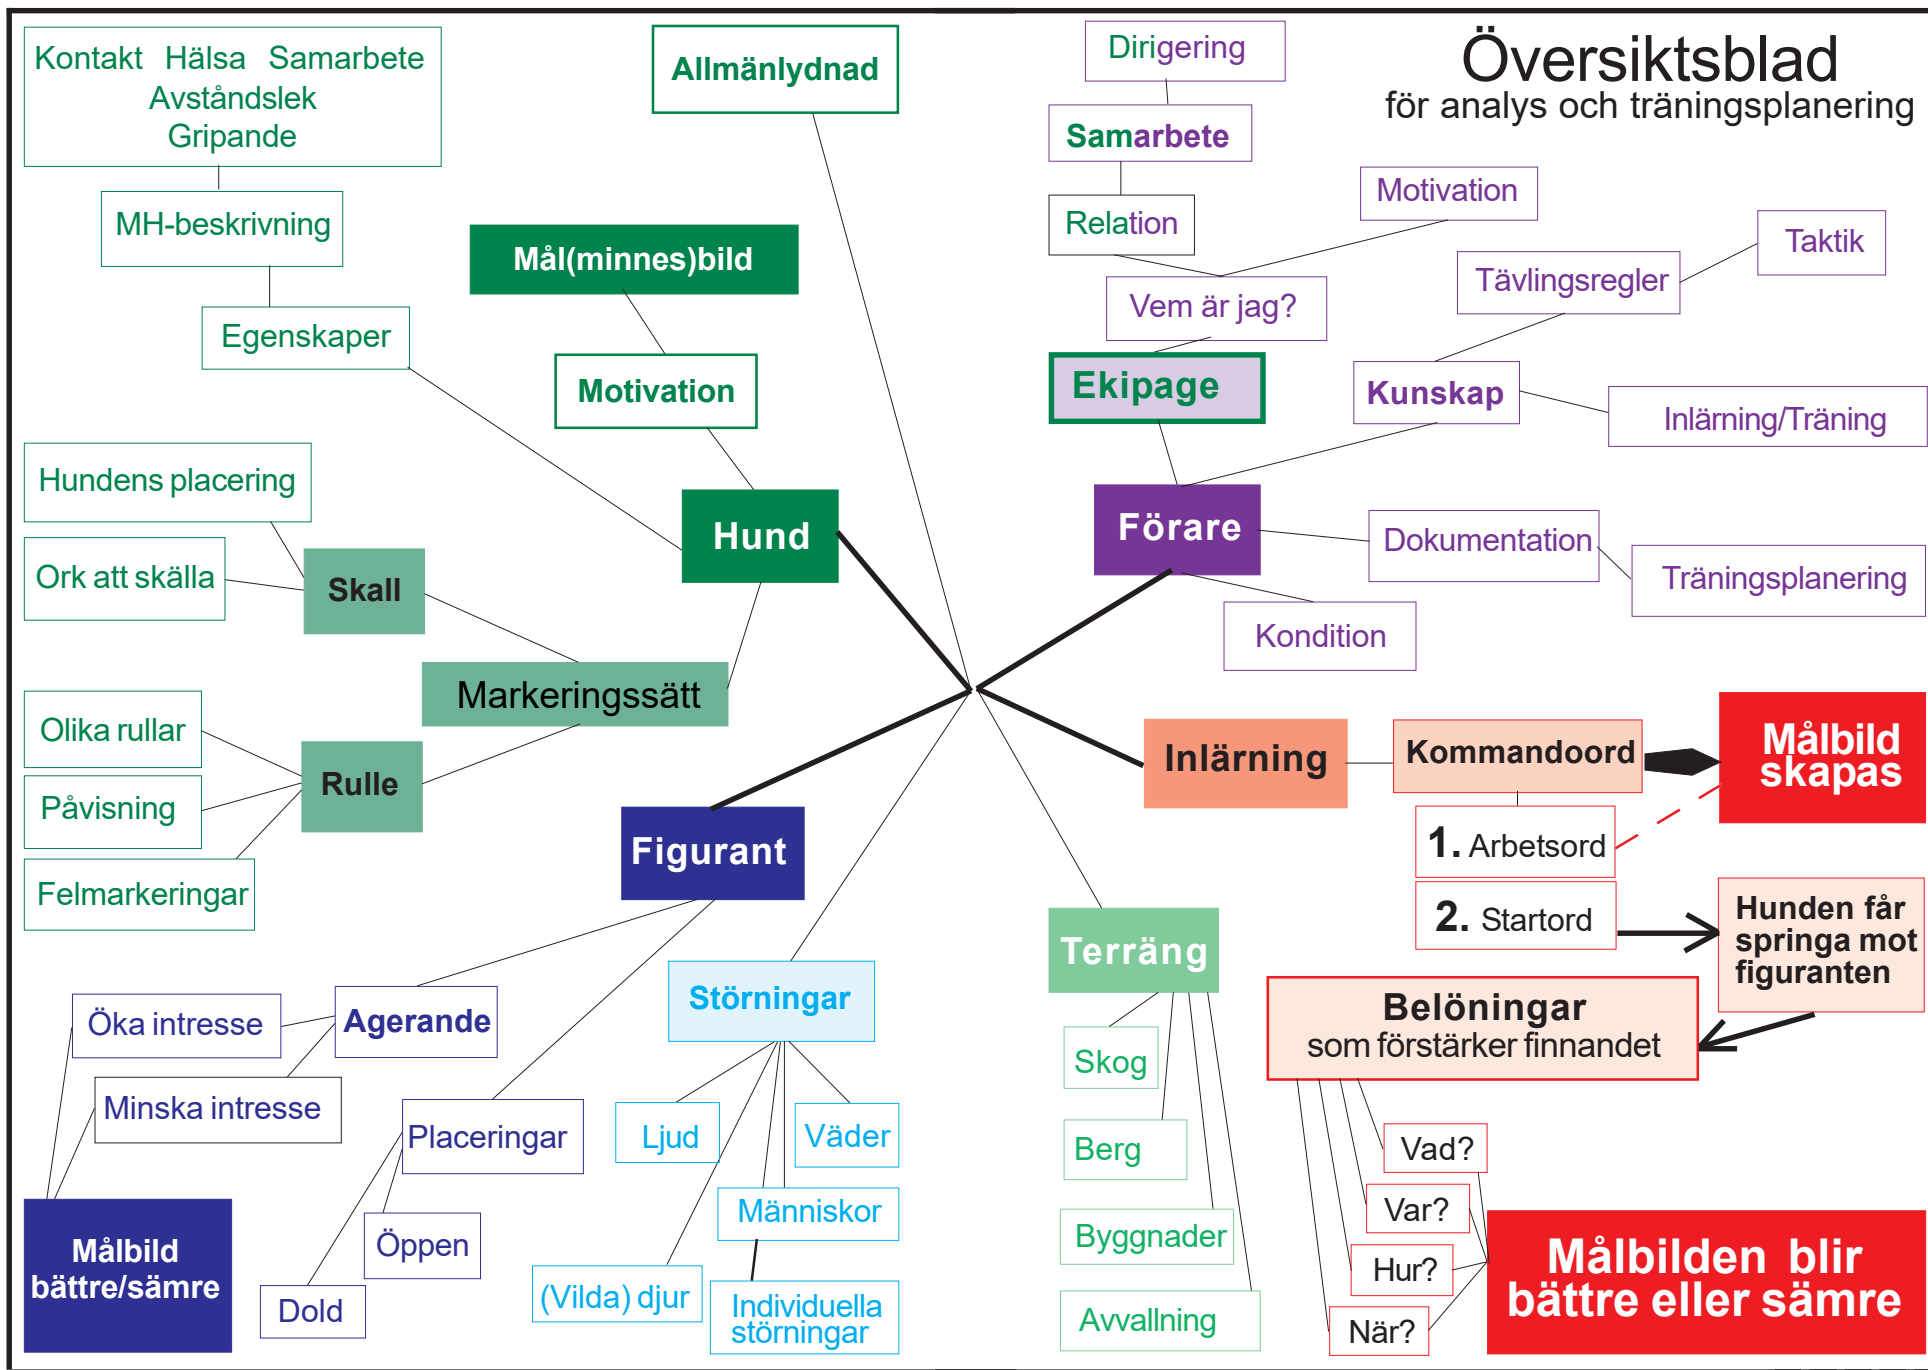 Översiktsblad
för analys och träningsplanering
Kontakt Hälsa Samarbete
Avståndslek
Gripande
MH-beskrivning
Egenskaper
Allmänlydnad
Mål(minnes)bild
Motivation
Hund
Hundens placering
Ork att skälla
Skall
Markeringssätt
Olika rullar
Påvisning
Felmarkeringar
Rulle
Dirigering
Samarbete
Relation
Motivation
Vem är jag?
Ekipage
Taktik
Tävlingsregler
Kunskap
Inlärning/Träning
Förare
Dokumentation
Träningsplanering
Kondition
Inlärning
Kommandoord
Målbild
skapas
1. Arbetsord
2. Startord
Hunden får
springa mot
figuranten
Belöningar
som förstärker finnandet
Vad?
Var?
Hur?
När?
Målbilden blir
bättre eller sämre
Figurant
Agerande
Öka intresse
Minska intresse
Målbild
bättre/sämre
Placeringar
Öppen
Dold
Störningar
Ljud
Väder
Människor
(Vilda) djur
Individuella
störningar
Terräng
Skog
Berg
Byggnader
Avvallning